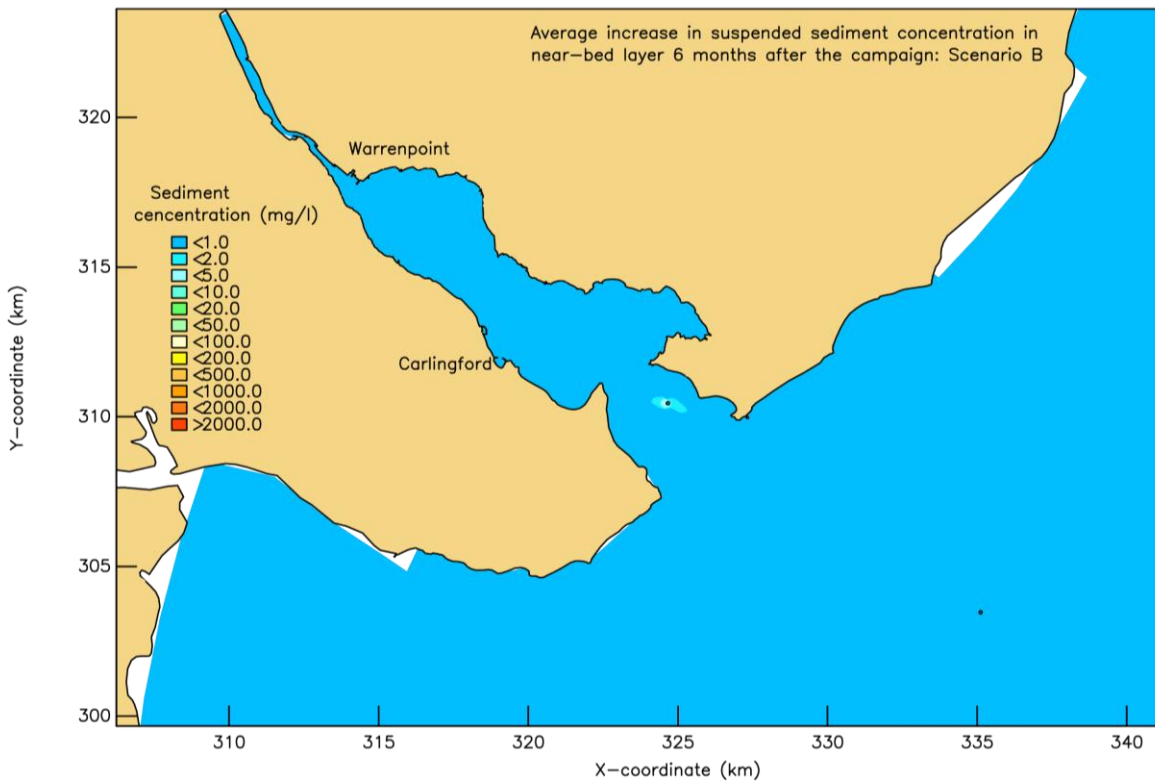 Average increase in suspended sediment concentration in
near-bed layer 6 months after the campaign: Scenario B
320
Warrenpoint
Sediment
cencentration (mg/l)
<1.0
<2.0
<5.0
<10.0
<20.0
<50.0
<100.0
<200.0
<500.0
<1000.0
<2000.0
>2000.0
315
Carlingford
310
305
300
Y-coordinate (km)
310 315 320 325 330 335 340
X-coordinate (km)